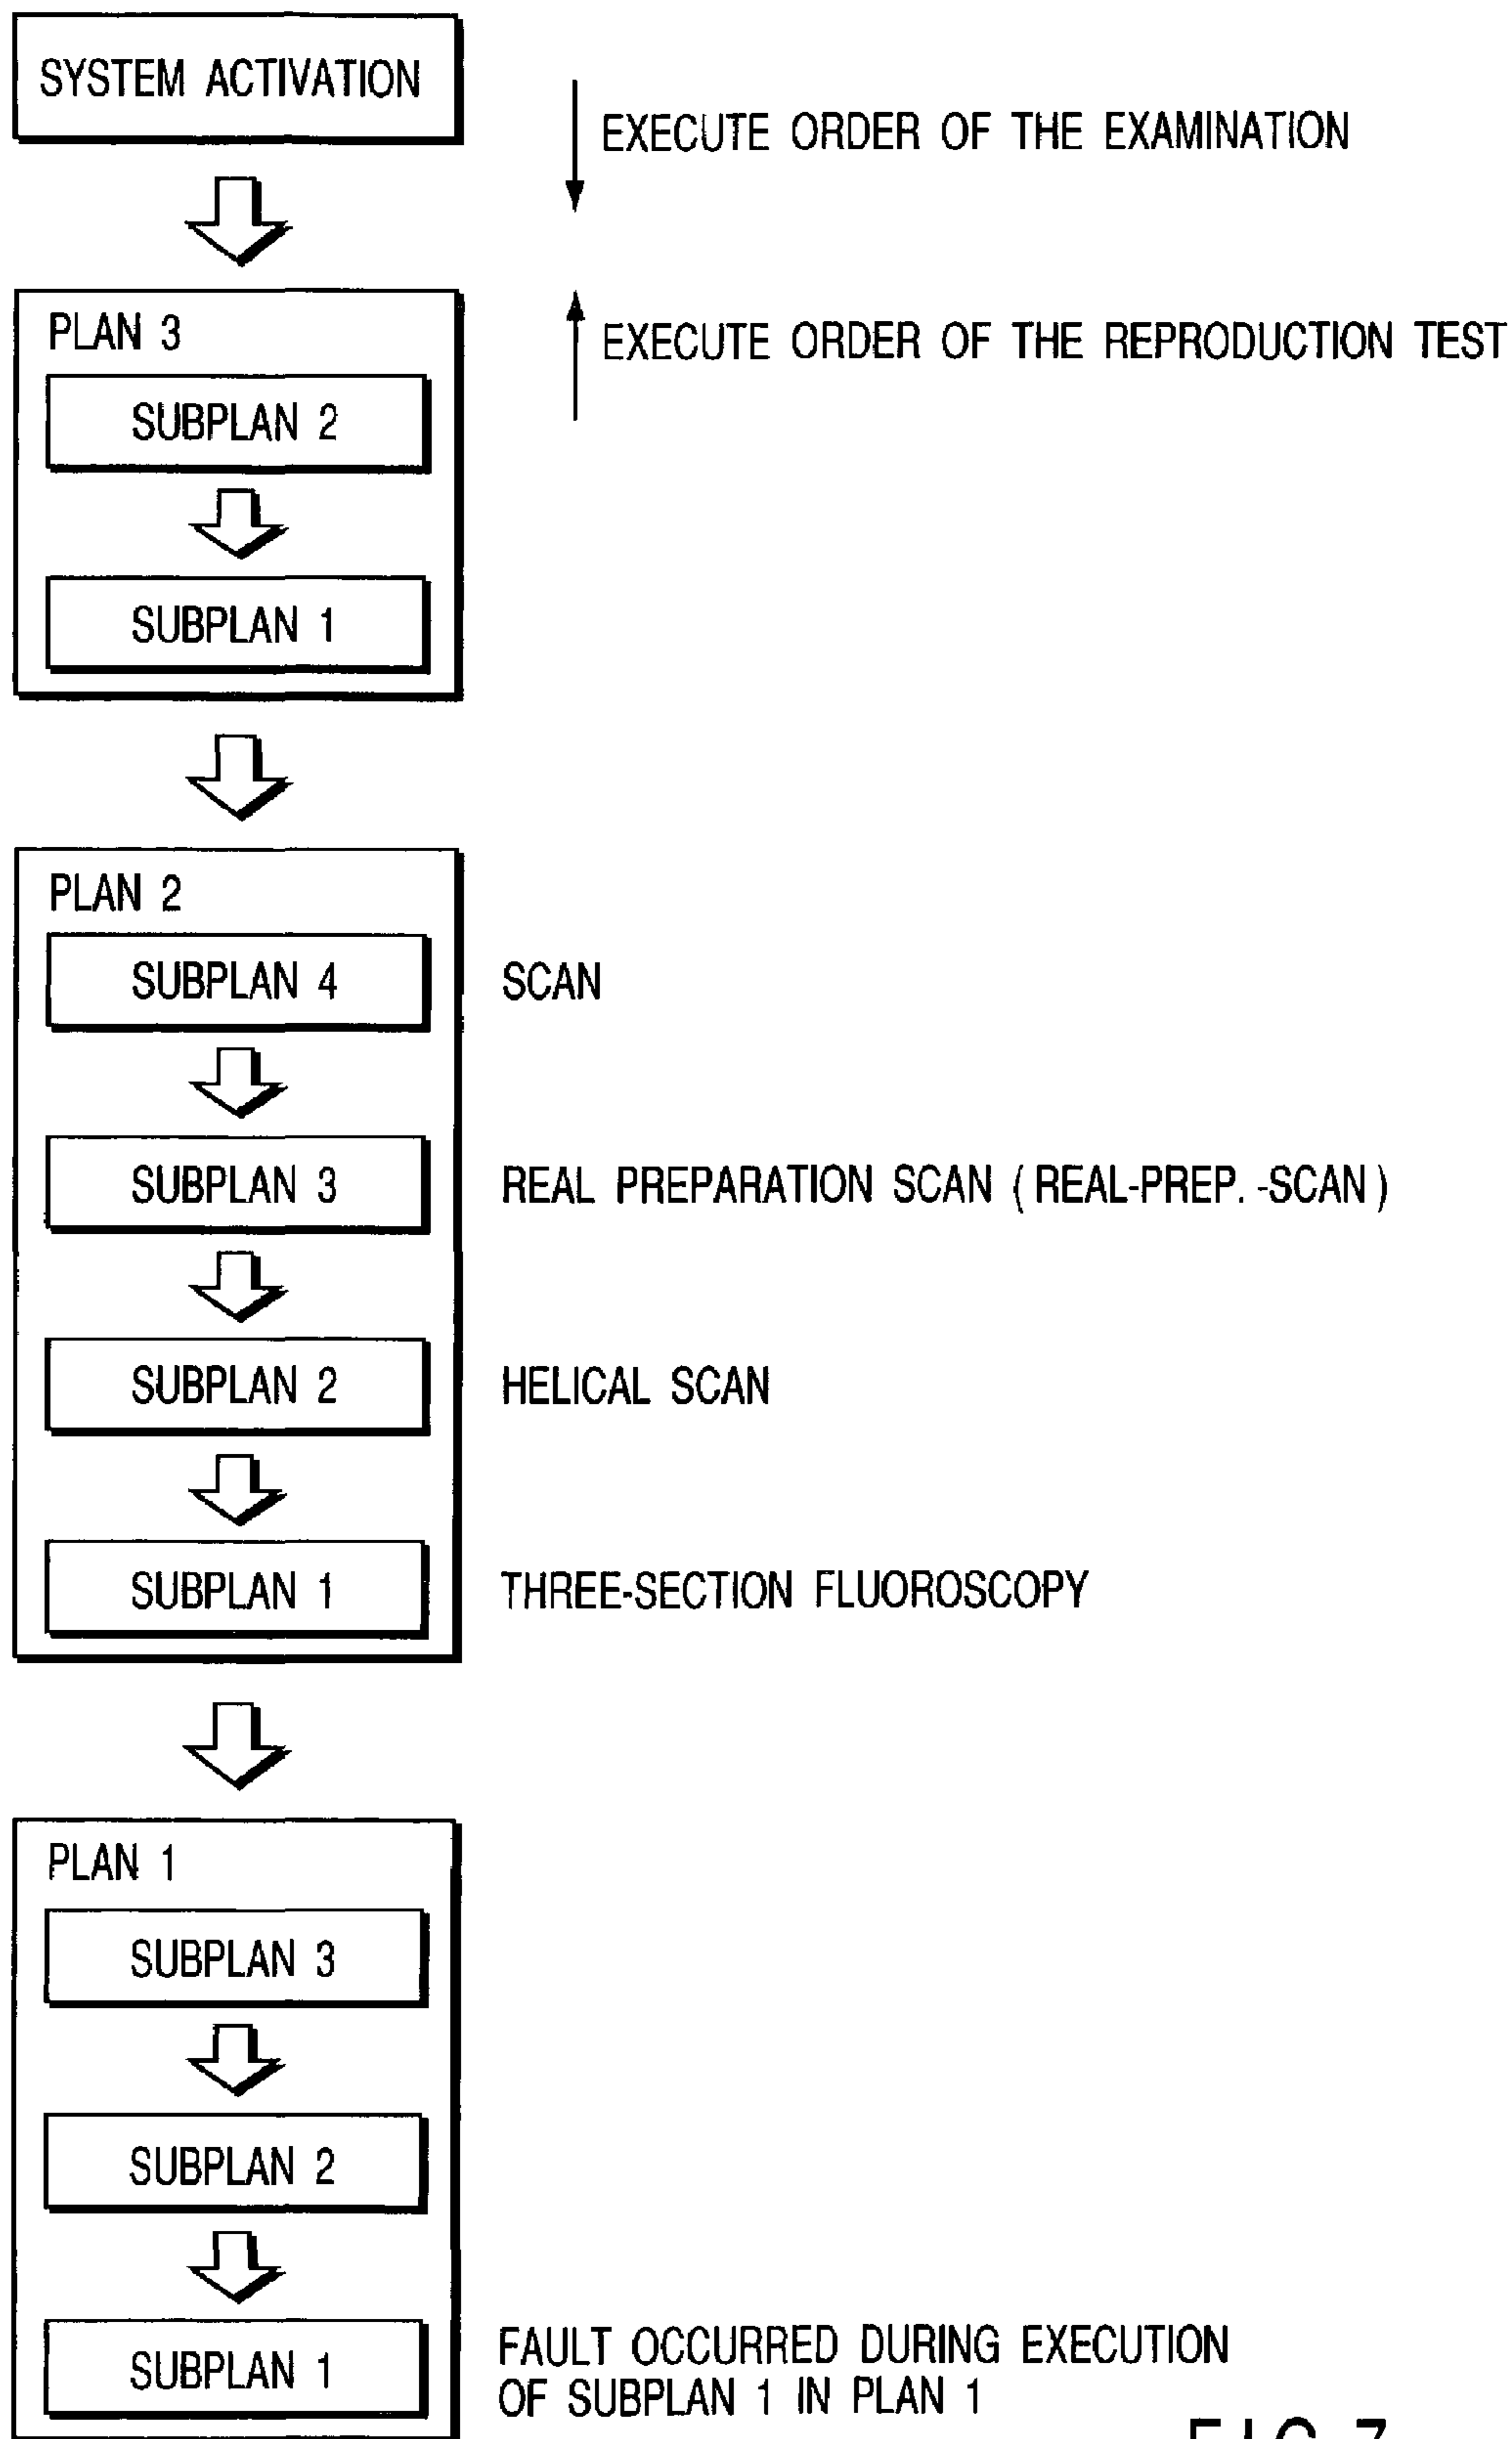 SYSTEM ACTIVATION
EXECUTE ORDER OF THE EXAMINATION
EXECUTE ORDER OF THE REPRODUCTION TEST
PLAN 3
SUBPLAN 2
SUBPLAN 1
PLAN 2
SUBPLAN 4
SCAN
SUBPLAN 3
REAL PREPARATION SCAN (REAL-PREP.-SCAN)
SUBPLAN 2
HELICAL SCAN
SUBPLAN 1
THREE-SECTION FLUOROSCOPY
PLAN 1
SUBPLAN 3
SUBPLAN 2
SUBPLAN 1
FAULT OCCURRED DURING EXECUTION
OF SUBPLAN 1 IN PLAN 1